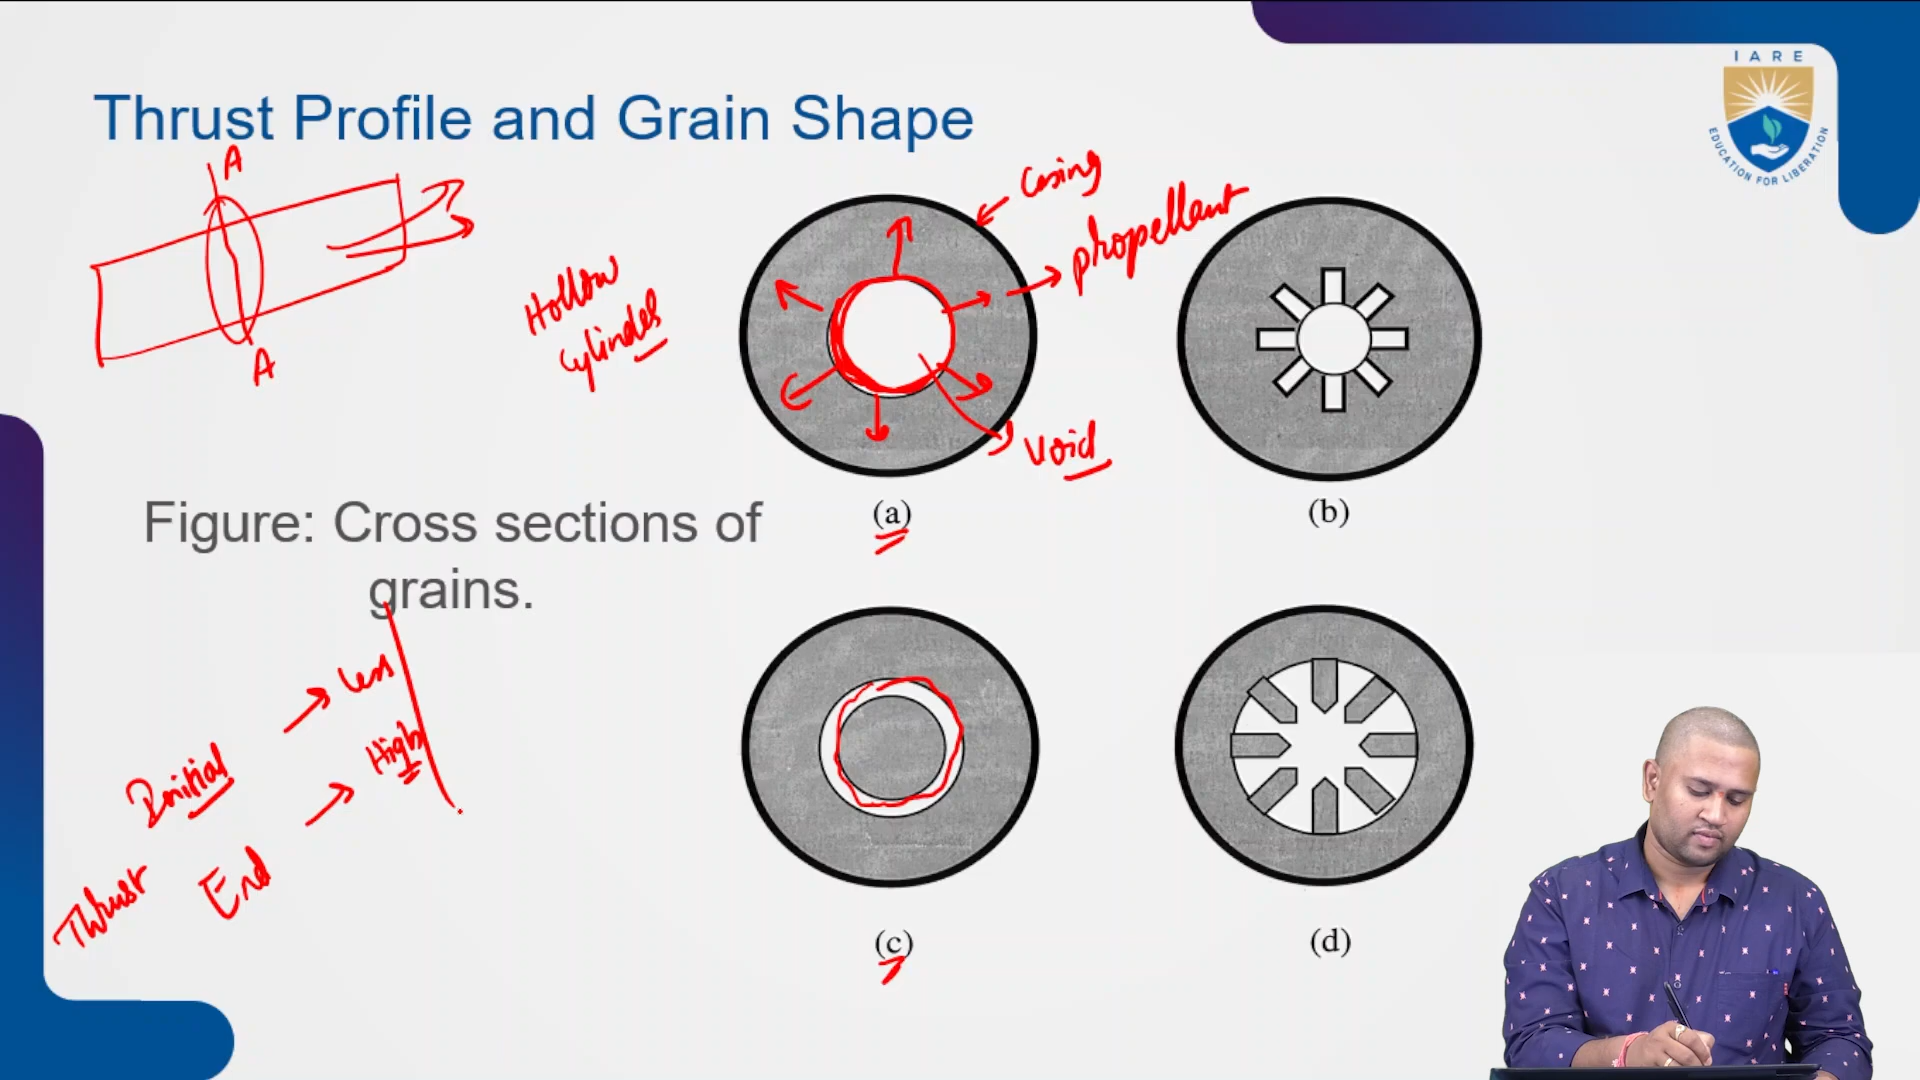 IARE
EDUCATION FOR LIBERATION
Thrust Profile and Grain Shape
A
A
Hollow
cylinder
Casing
propellant
void
(a)
(b)
Figure: Cross sections of
grains.
Initial
Less
High
Thrust
End
(c)
(d)